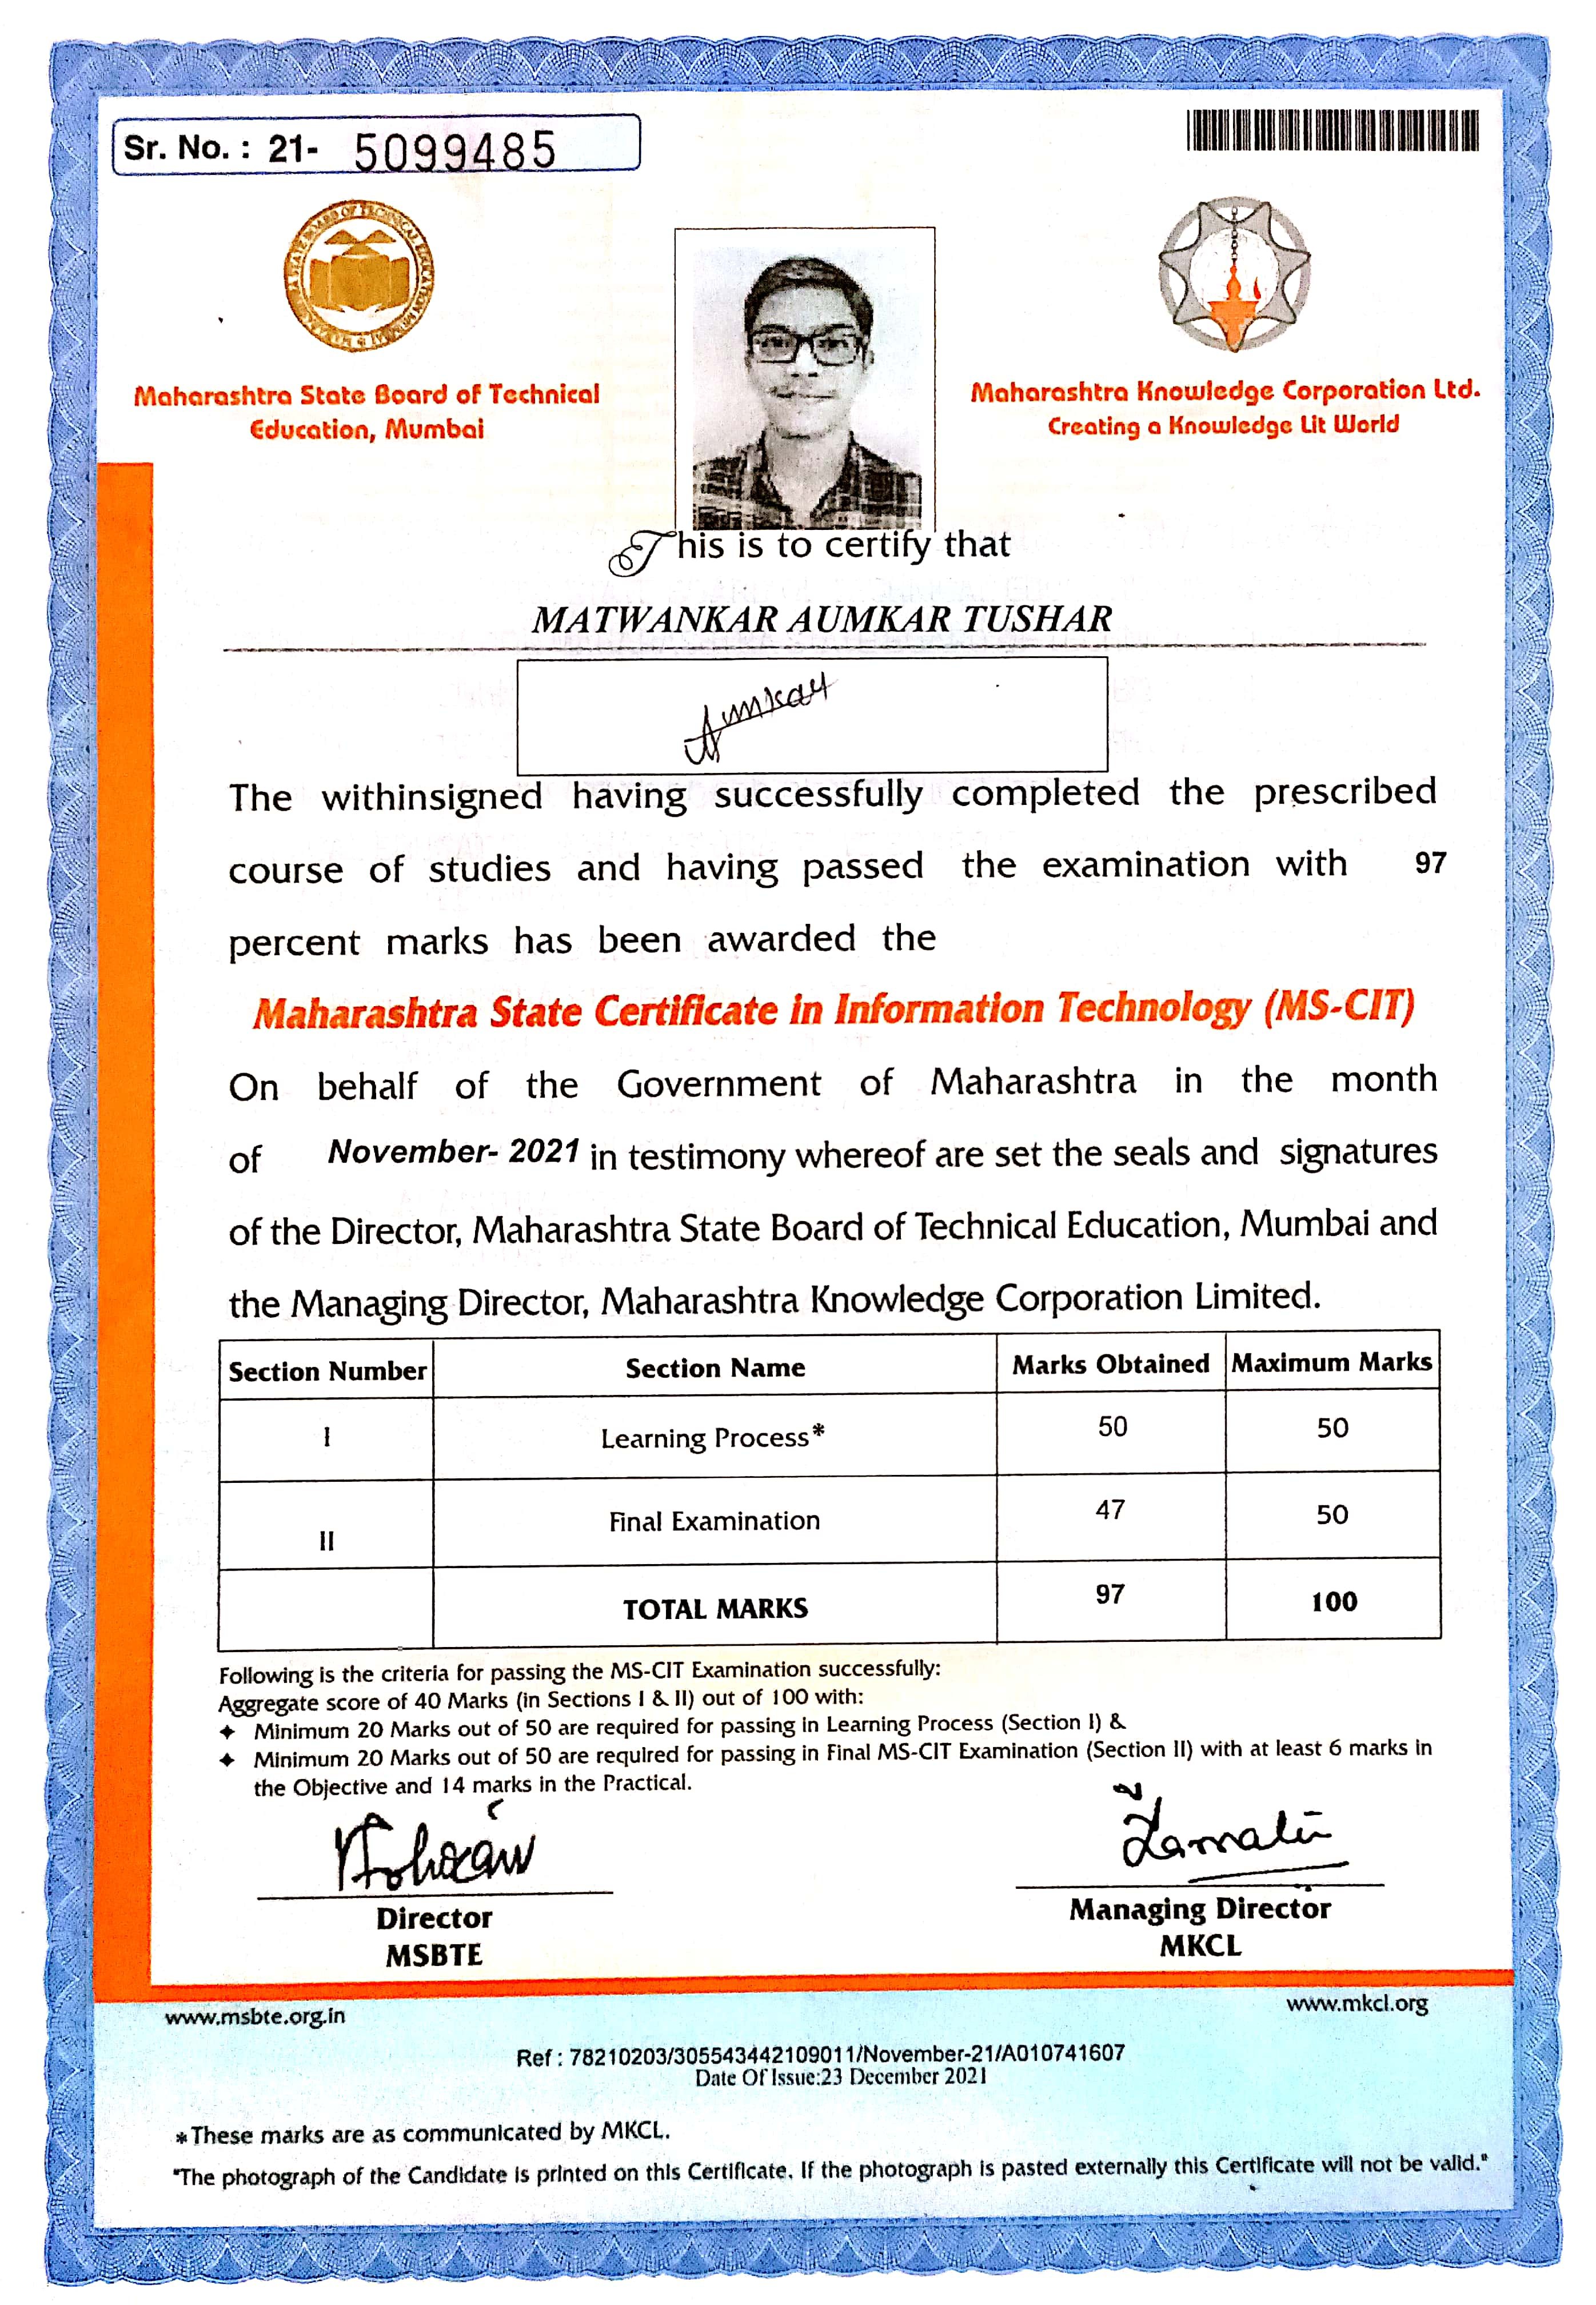 Sr. No. : 21- 5099485
Maharashtra State Board of Technical
Education, Mumbai
Maharashtra Knowledge Corporation Ltd.
Creating a Knowledge Lit World
This is to certify that
MATWANKAR AUMKAR TUSHAR
Aumkar
The withinsigned having successfully completed the prescribed
course of studies and having passed the examination with 97
percent marks has been awarded the
Maharashtra State Certificate in Information Technology (MS-CIT)
On behalf of the Government of Maharashtra in the month
of November- 2021 in testimony whereof are set the seals and signatures
of the Director, Maharashtra State Board of Technical Education, Mumbai and
the Managing Director, Maharashtra Knowledge Corporation Limited.
Section Number Section Name Marks Obtained Maximum Marks
I Learning Process* 50 50
II Final Examination 47 50
TOTAL MARKS 97 100
Following is the criteria for passing the MS-CIT Examination successfully:
Aggregate score of 40 Marks (in Sections I & II) out of 100 with:
✦ Minimum 20 Marks out of 50 are required for passing in Learning Process (Section I) &
✦ Minimum 20 Marks out of 50 are required for passing in Final MS-CIT Examination (Section II) with at least 6 marks in
the Objective and 14 marks in the Practical.
Director
MSBTE
Managing Director
MKCL
www.msbte.org.in
www.mkcl.org
Ref : 78210203/305543442109011/November-21/A010741607
Date Of Issue:23 December 2021
*These marks are as communicated by MKCL.
"The photograph of the Candidate is printed on this Certificate. If the photograph is pasted externally this Certificate will not be valid."